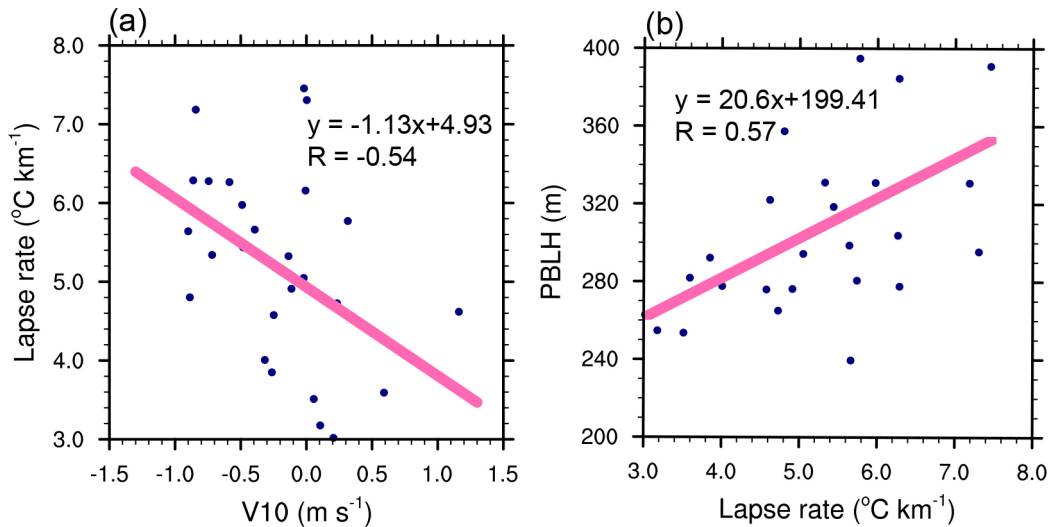 (a)
8.0
7.0
6.0
5.0
4.0
3.0
Lapse rate (°C km⁻¹)
y = -1.13x+4.93
R = -0.54
-1.5 -1.0 -0.5 0.0 0.5 1.0 1.5
V10 (m s⁻¹)
(b)
400
360
320
280
240
200
PBLH (m)
y = 20.6x+199.41
R = 0.57
3.0 4.0 5.0 6.0 7.0 8.0
Lapse rate (°C km⁻¹)